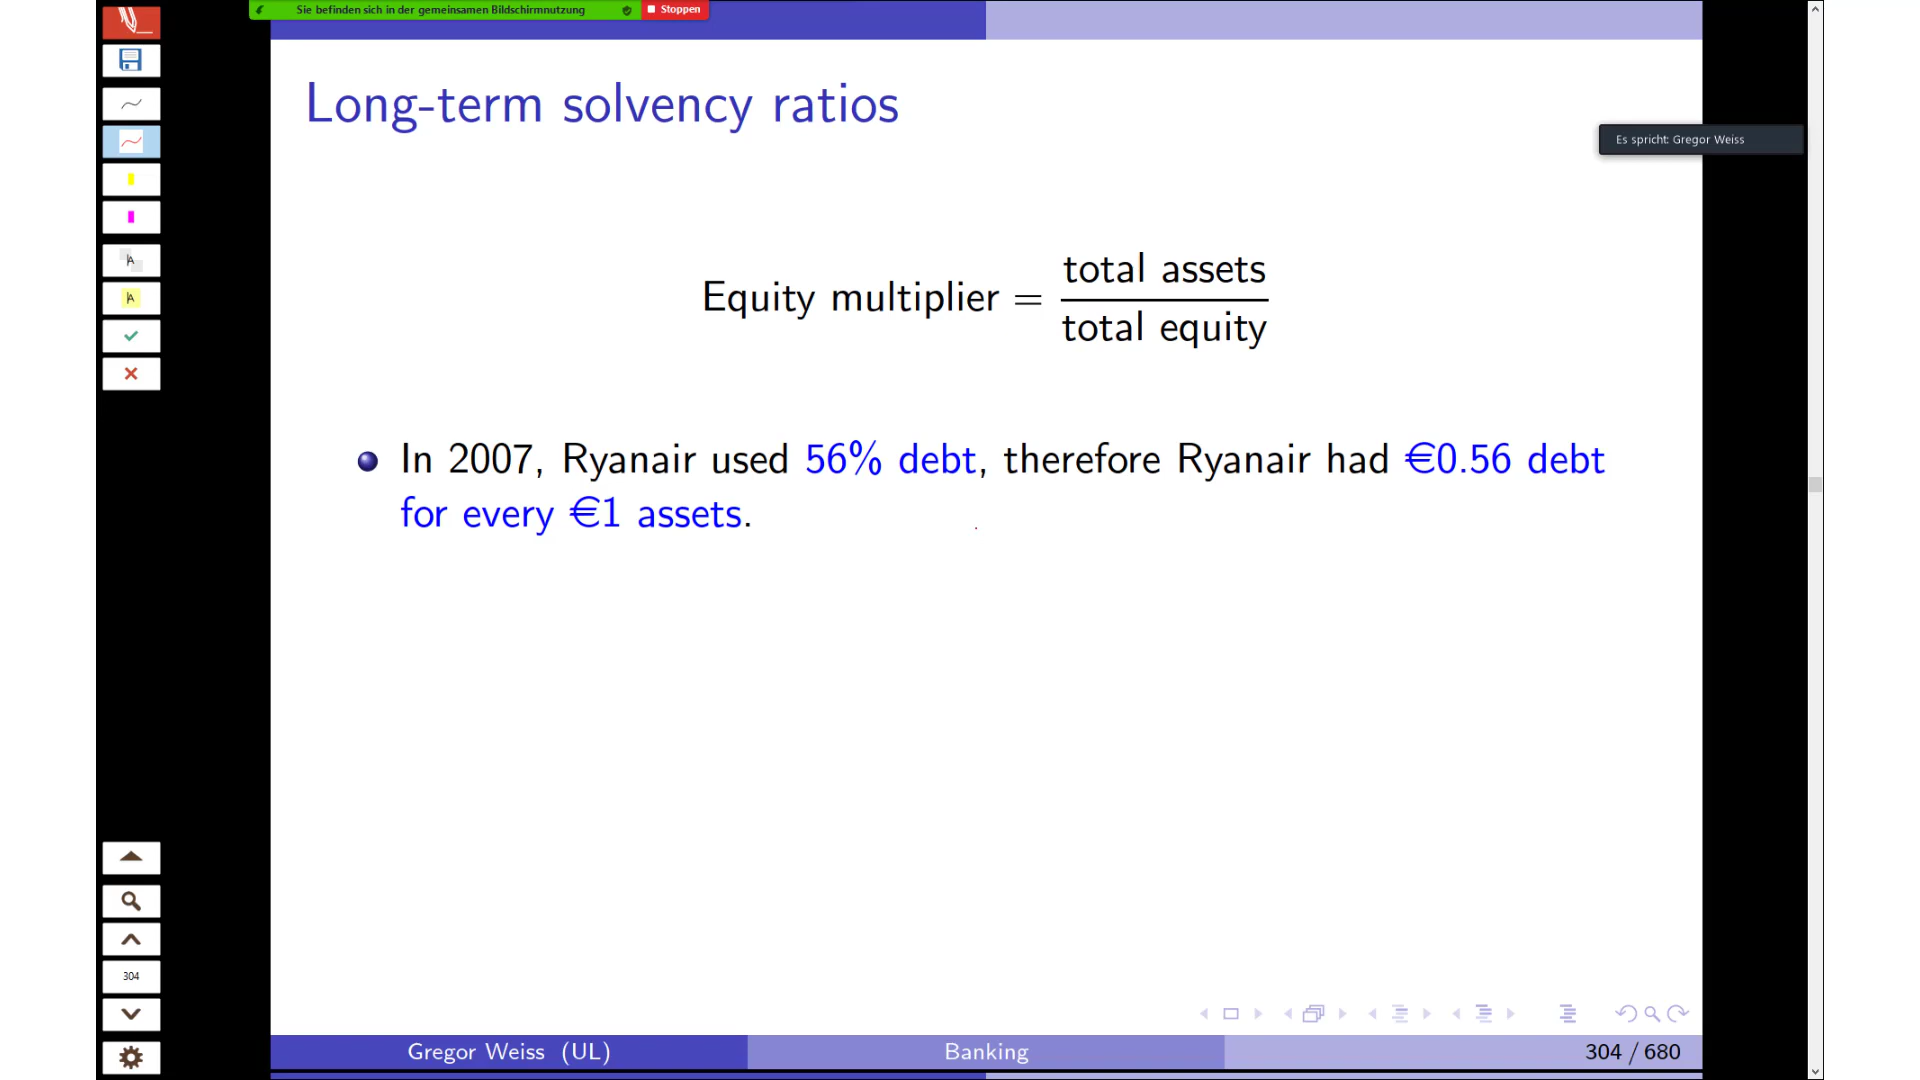 Sie befinden sich in der gemeinsamen Bildschirmnutzung
Stoppen
Long-term solvency ratios
Es spricht: Gregor Weiss
Equity multiplier = total assets / total equity
In 2007, Ryanair used 56% debt, therefore Ryanair had €0.56 debt
for every €1 assets.
A
A
304
Gregor Weiss (UL)
Banking
304 / 680